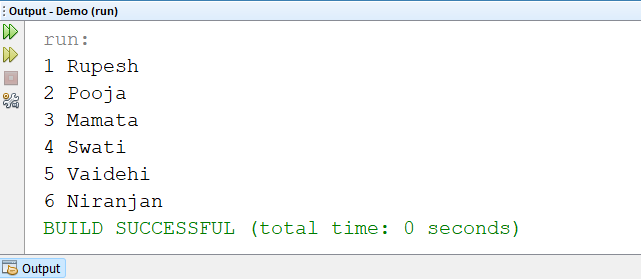 Output - Demo (run)
run:
1 Rupesh
2 Pooja
3 Mamata
4 Swati
5 Vaidehi
6 Niranjan
BUILD SUCCESSFUL (total time: 0 seconds)
Output